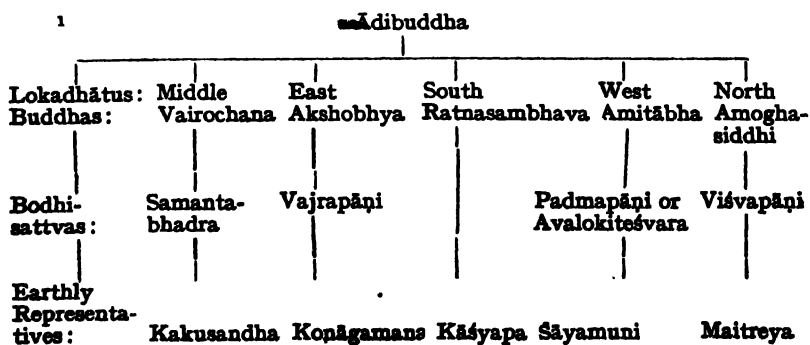 1
Ādibuddha
Lokadhātus: Middle East South West North
Buddhas: Vairochana Akshobhya Ratnasambhava Amitābha Amogha-
siddhi
Bodhi- Samanta- Vajrapāṇi Padmapāṇi or Viśvapāṇi
sattvas: bhadra Avalokiteśvara
Earthly
Representa-
tives: Kakusandha Koṇāgamana Kāśyapa Śāyamuni Maitreya